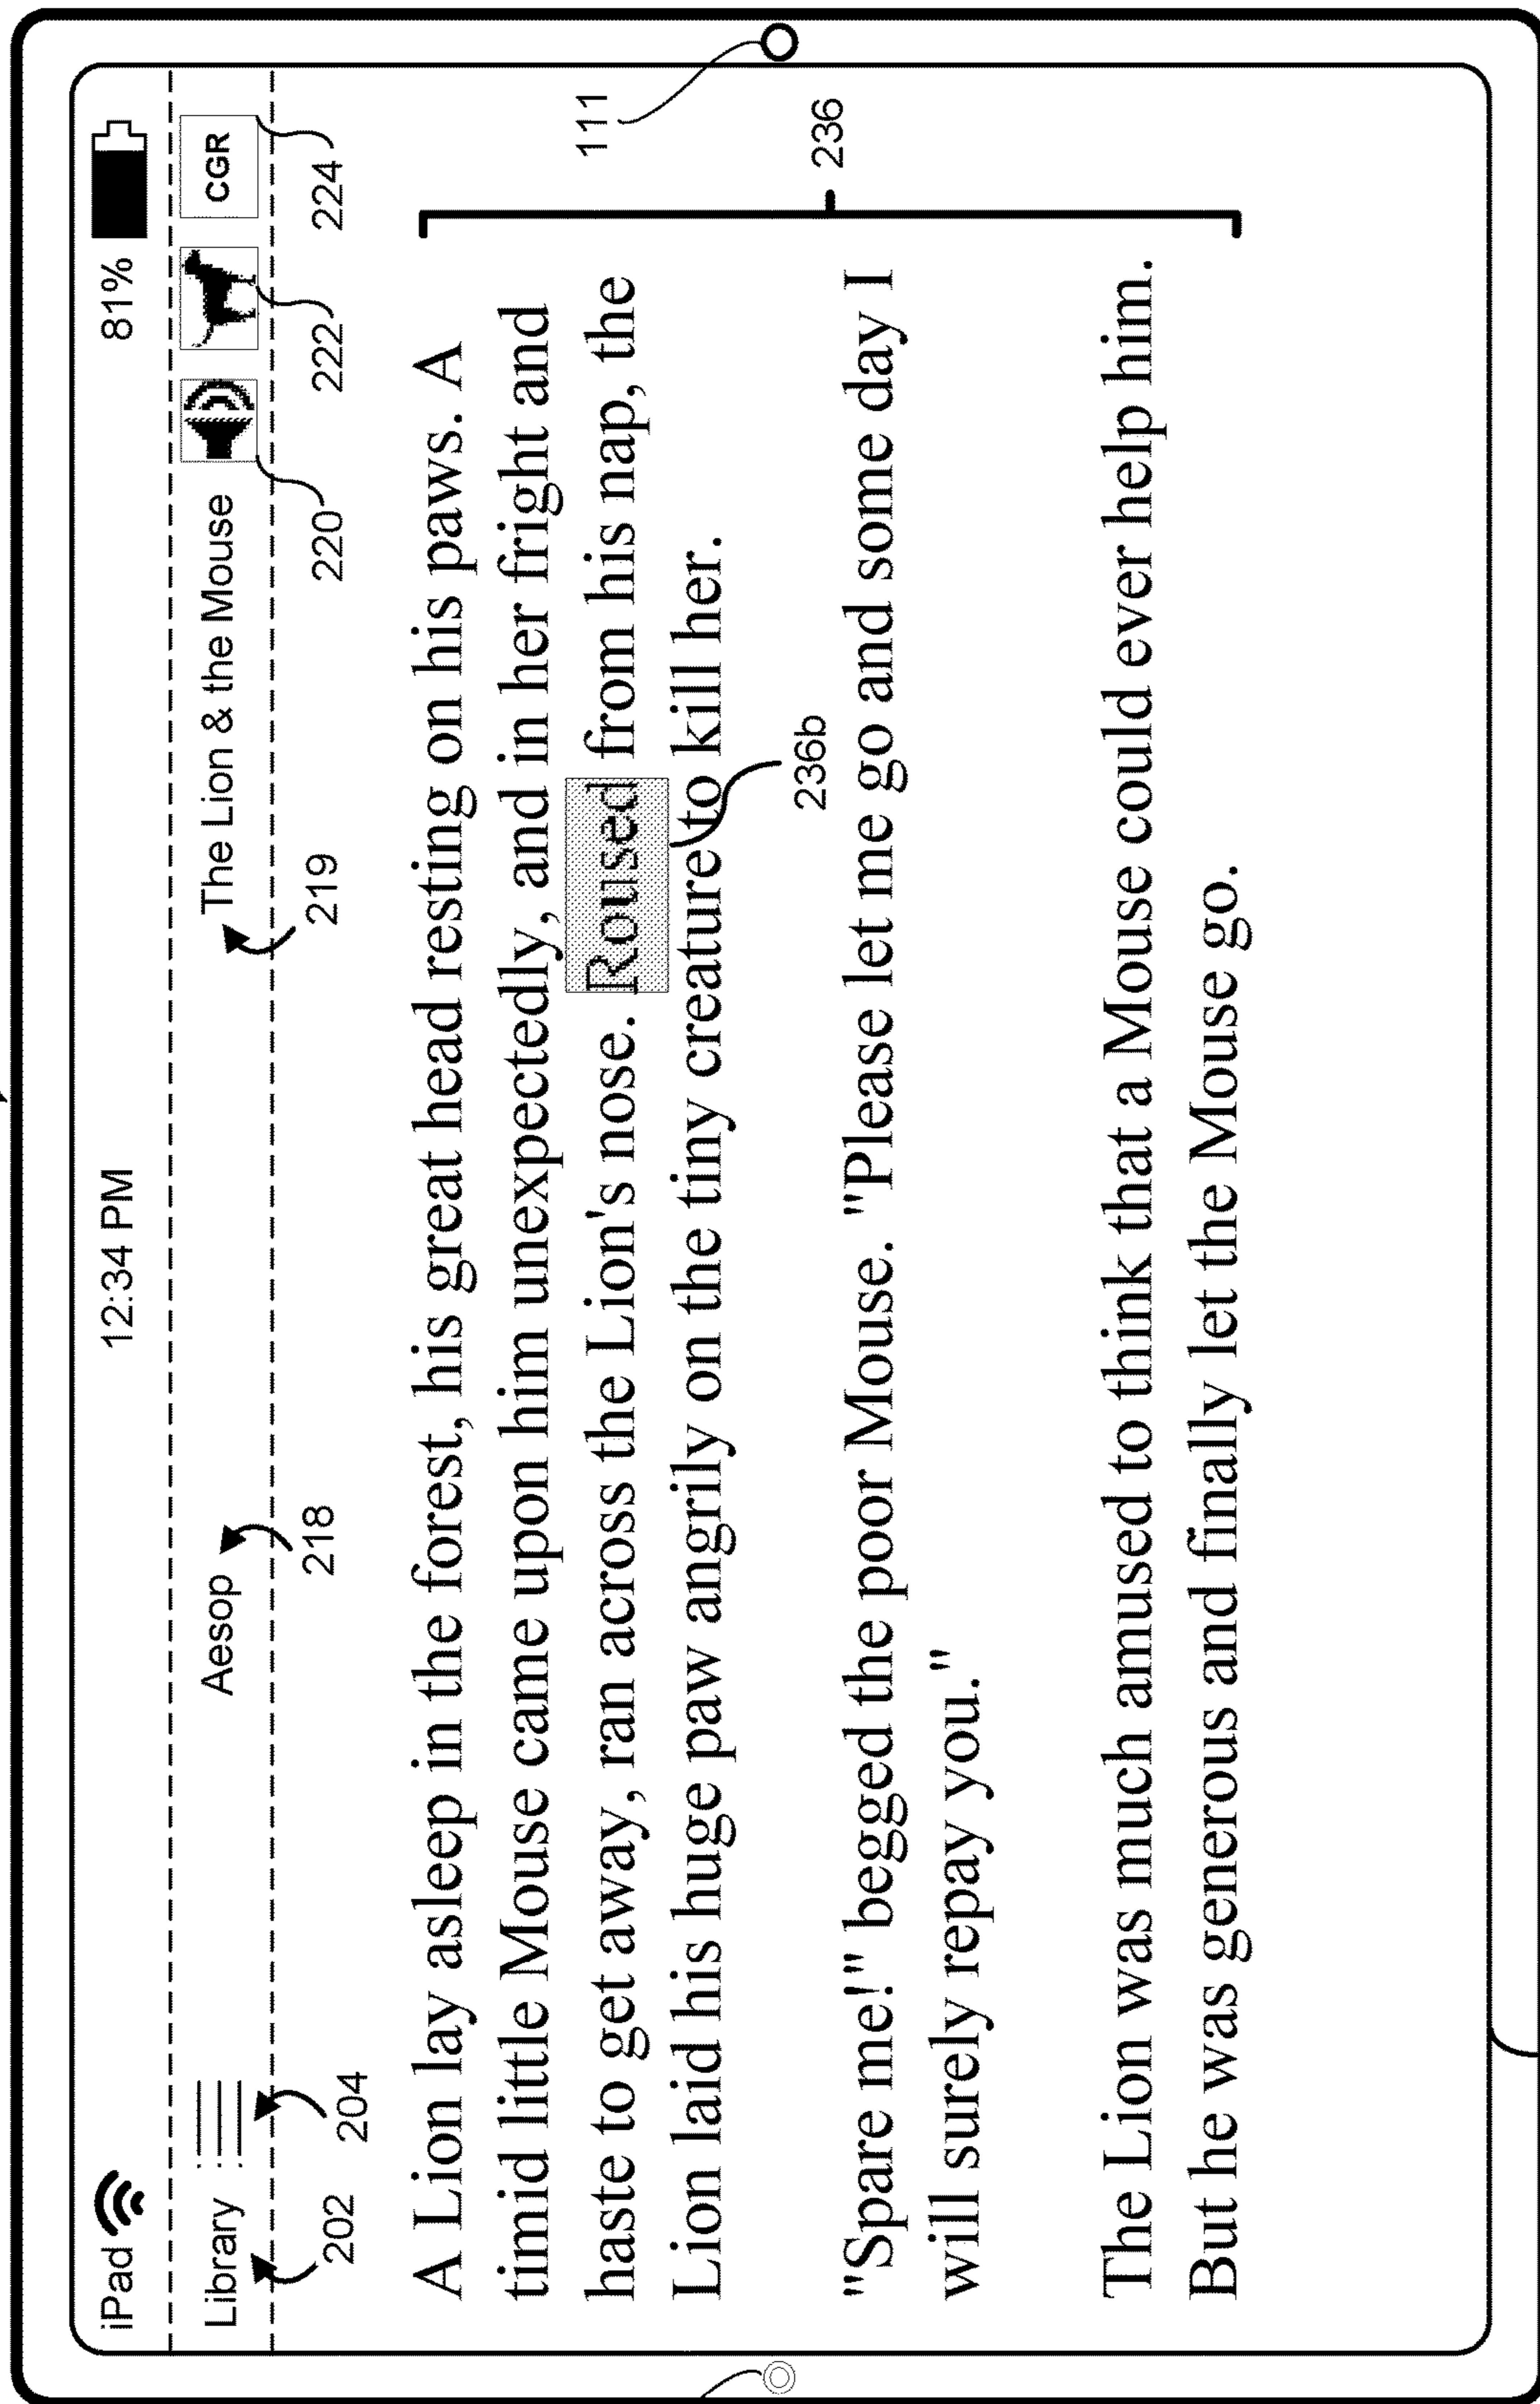 iPad 12:34 PM 81%
Library Aesop The Lion & the Mouse CGR
202 204 218 219 220 222 224
A Lion lay asleep in the forest, his great head resting on his paws. A
timid little Mouse came upon him unexpectedly, and in her fright and
haste to get away, ran across the Lion's nose. Roused from his nap, the
Lion laid his huge paw angrily on the tiny creature to kill her.
111
236b
236
"Spare me!" begged the poor Mouse. "Please let me go and some day I
will surely repay you."
The Lion was much amused to think that a Mouse could ever help him.
But he was generous and finally let the Mouse go.